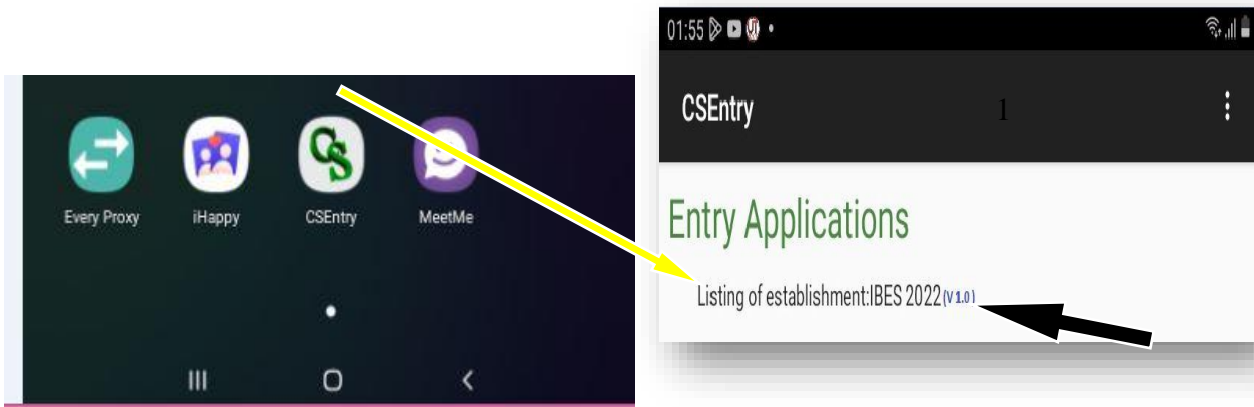 Every Proxy iHappy CSEntry MeetMe
01:55
CSEntry 1
Entry Applications
Listing of establishment:IBES 2022(V 1.0)